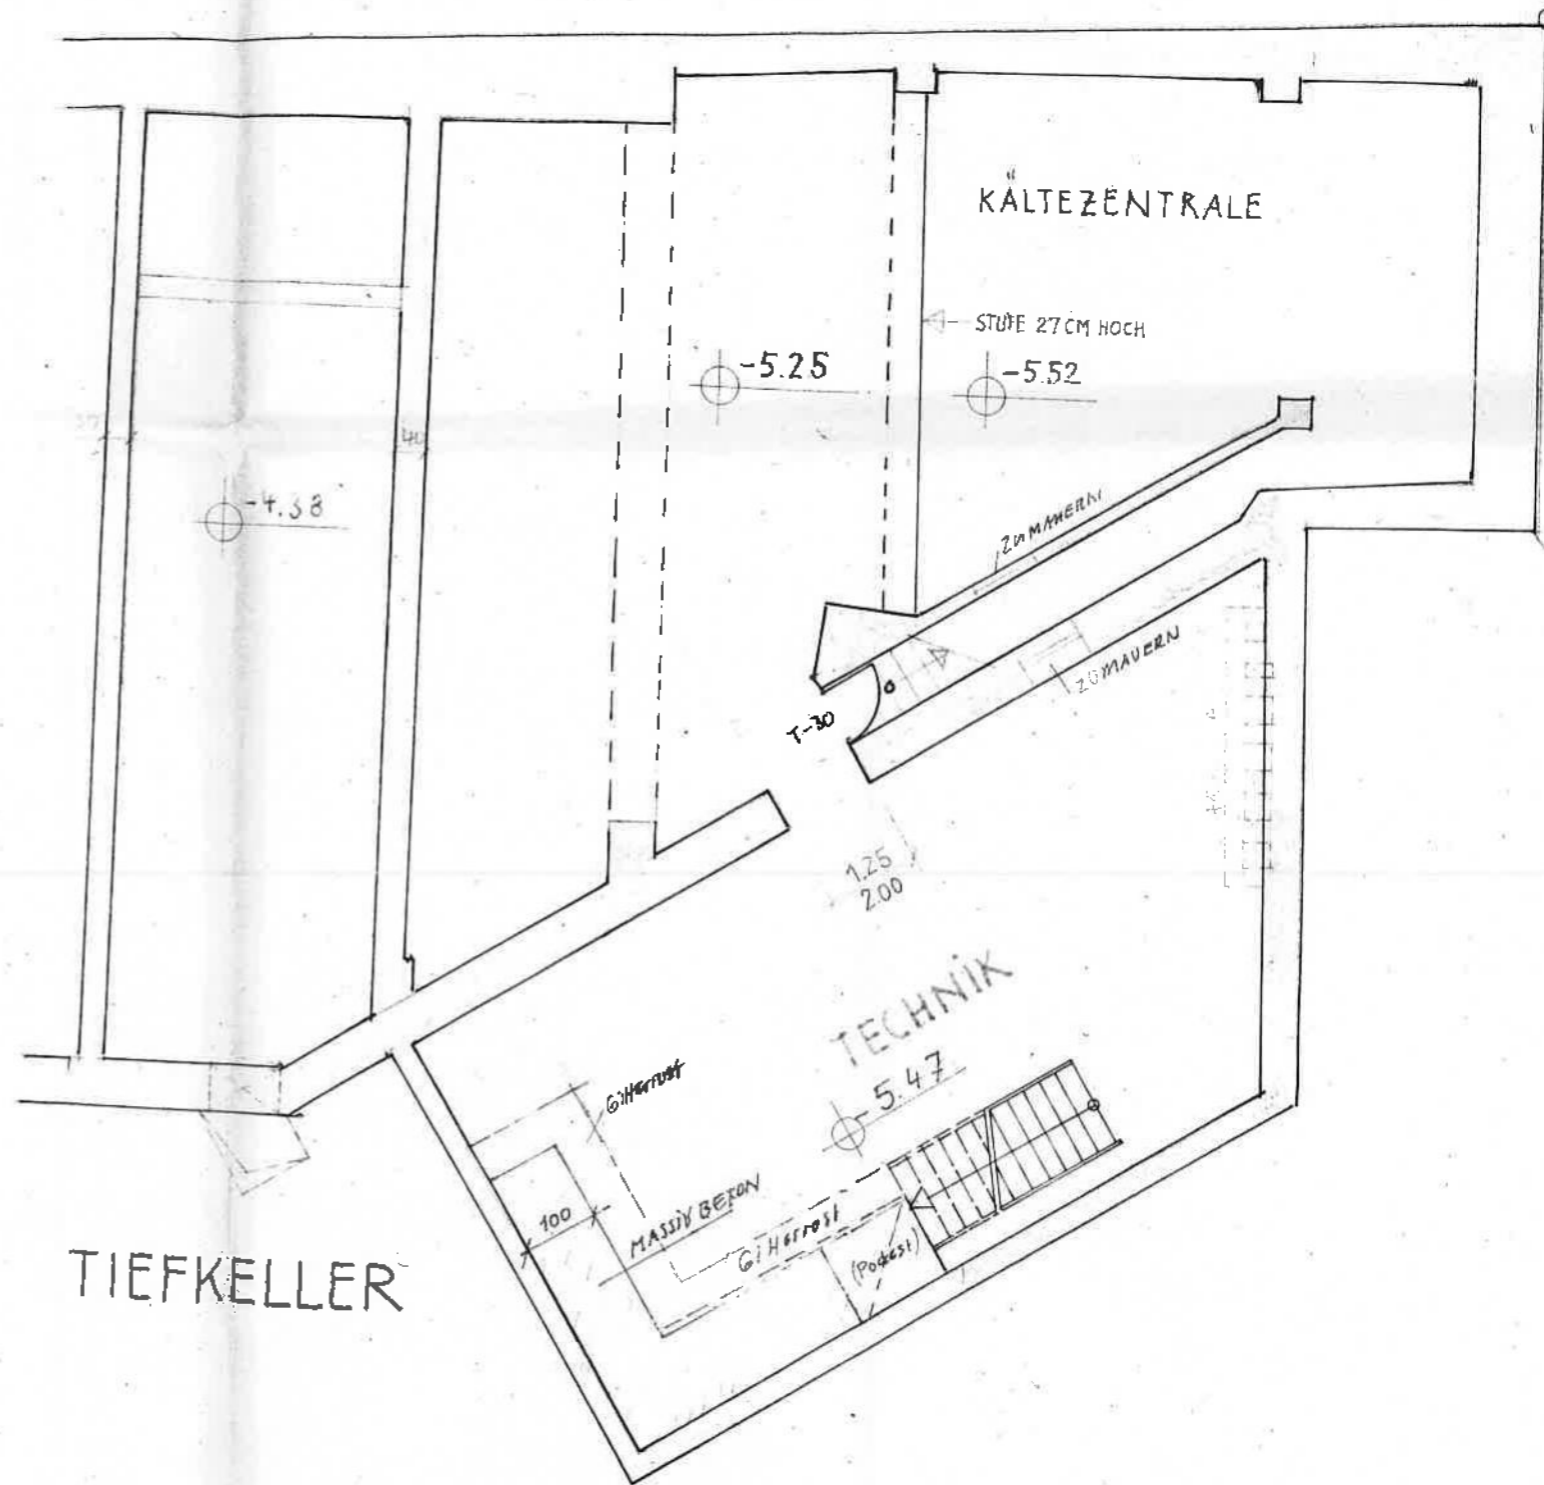 KÄLTEZENTRALE
STUFE 27CM HOCH
-5.25
-5.52
40
-4.38
ZUMAUERN
ZUMAUERN
T-30
1.25
2.00
TECHNIK
-5.47
Gitterrost
100
MASSIV BETON
Gitterrost
(Podest)
TIEFKELLER